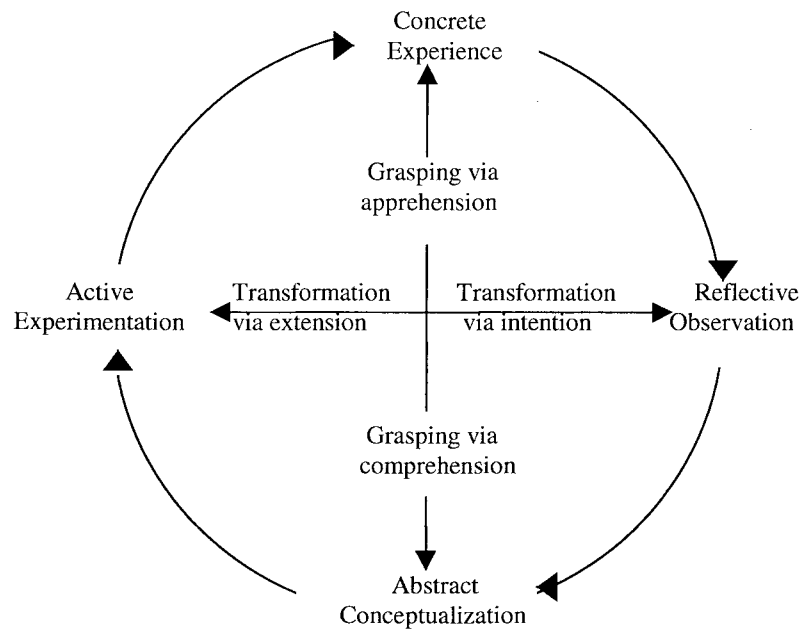 Concrete
Experience
Grasping via
apprehension
Active
Experimentation
Transformation
via extension
Transformation
via intention
Reflective
Observation
Grasping via
comprehension
Abstract
Conceptualization